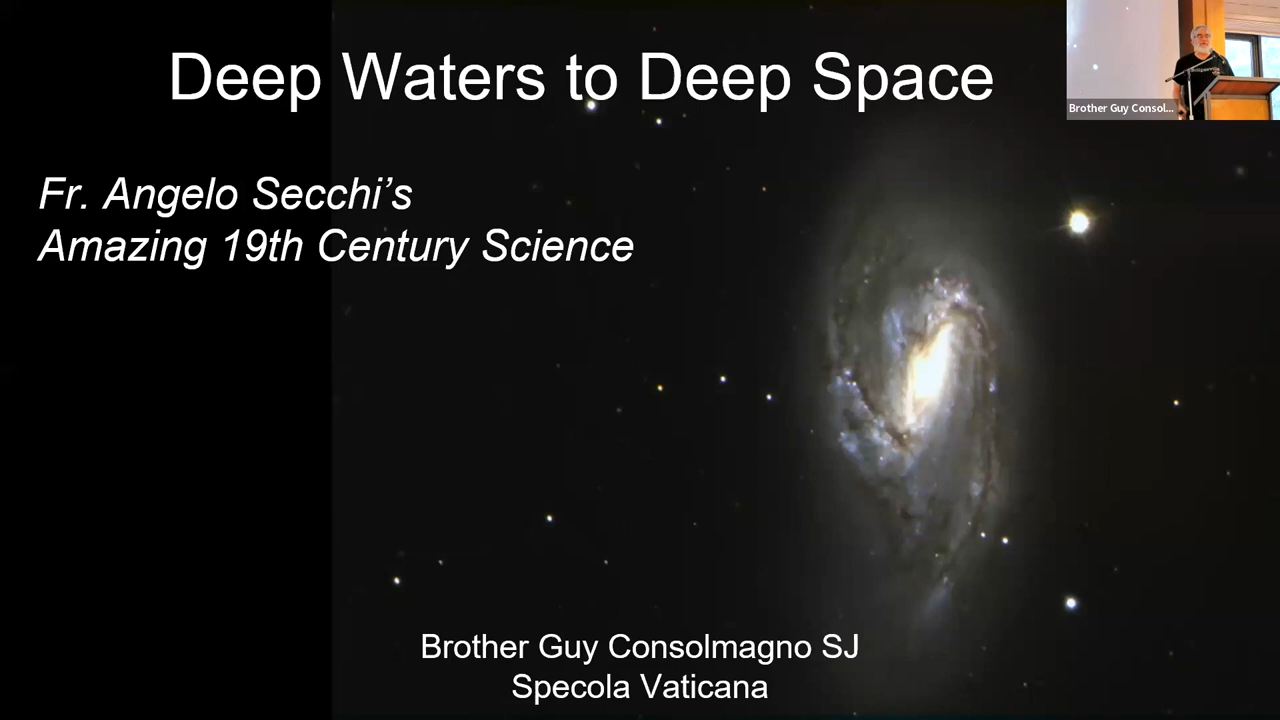 Deep Waters to Deep Space
Brother Guy Consol...
Fr. Angelo Secchi’s
Amazing 19th Century Science
Brother Guy Consolmagno SJ
Specola Vaticana